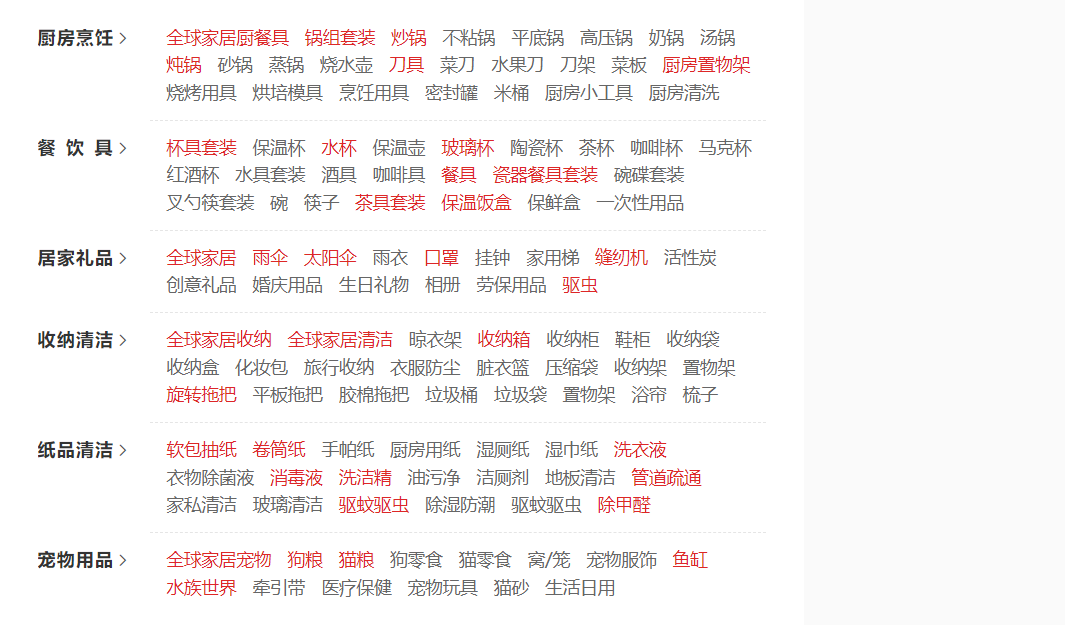 厨房烹饪 > 全球家居厨餐具 锅组套装 炒锅 不粘锅 平底锅 高压锅 奶锅 汤锅
炖锅 砂锅 蒸锅 烧水壶 刀具 菜刀 水果刀 刀架 菜板 厨房置物架
烧烤用具 烘培模具 烹饪用具 密封罐 米桶 厨房小工具 厨房清洗
餐 饮 具 > 杯具套装 保温杯 水杯 保温壶 玻璃杯 陶瓷杯 茶杯 咖啡杯 马克杯
红酒杯 水具套装 酒具 咖啡具 餐具 瓷器餐具套装 碗碟套装
叉勺筷套装 碗 筷子 茶具套装 保温饭盒 保鲜盒 一次性用品
居家礼品 > 全球家居 雨伞 太阳伞 雨衣 口罩 挂钟 家用梯 缝纫机 活性炭
创意礼品 婚庆用品 生日礼物 相册 劳保用品 驱虫
收纳清洁 > 全球家居收纳 全球家居清洁 晾衣架 收纳箱 收纳柜 鞋柜 收纳袋
收纳盒 化妆包 旅行收纳 衣服防尘 脏衣篮 压缩袋 收纳架 置物架
旋转拖把 平板拖把 胶棉拖把 垃圾桶 垃圾袋 置物架 浴帘 梳子
纸品清洁 > 软包抽纸 卷筒纸 手帕纸 厨房用纸 湿厕纸 湿巾纸 洗衣液
衣物除菌液 消毒液 洗洁精 油污净 洁厕剂 地板清洁 管道疏通
家私清洁 玻璃清洁 驱蚊驱虫 除湿防潮 驱蚊驱虫 除甲醛
宠物用品 > 全球家居宠物 狗粮 猫粮 狗零食 猫零食 窝/笼 宠物服饰 鱼缸
水族世界 牵引带 医疗保健 宠物玩具 猫砂 生活日用